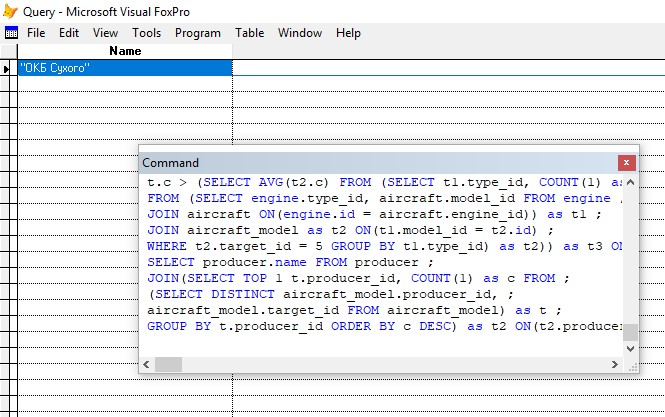 Query - Microsoft Visual FoxPro
File Edit View Tools Program Table Window Help
Name
"ОКБ Сухого"
Command
t.c > (SELECT AVG(t2.c) FROM (SELECT t1.type_id, COUNT(1) as
FROM (SELECT engine.type_id, aircraft.model_id FROM engine ;
JOIN aircraft ON(engine.id = aircraft.engine_id)) as t1 ;
JOIN aircraft_model as t2 ON(t1.model_id = t2.id) ;
WHERE t2.target_id = 5 GROUP BY t1.type_id) as t2)) as t3 ON
SELECT producer.name FROM producer ;
JOIN(SELECT TOP 1 t.producer_id, COUNT(1) as c FROM ;
(SELECT DISTINCT aircraft_model.producer_id, ;
aircraft_model.target_id FROM aircraft_model) as t ;
GROUP BY t.producer_id ORDER BY c DESC) as t2 ON(t2.producer